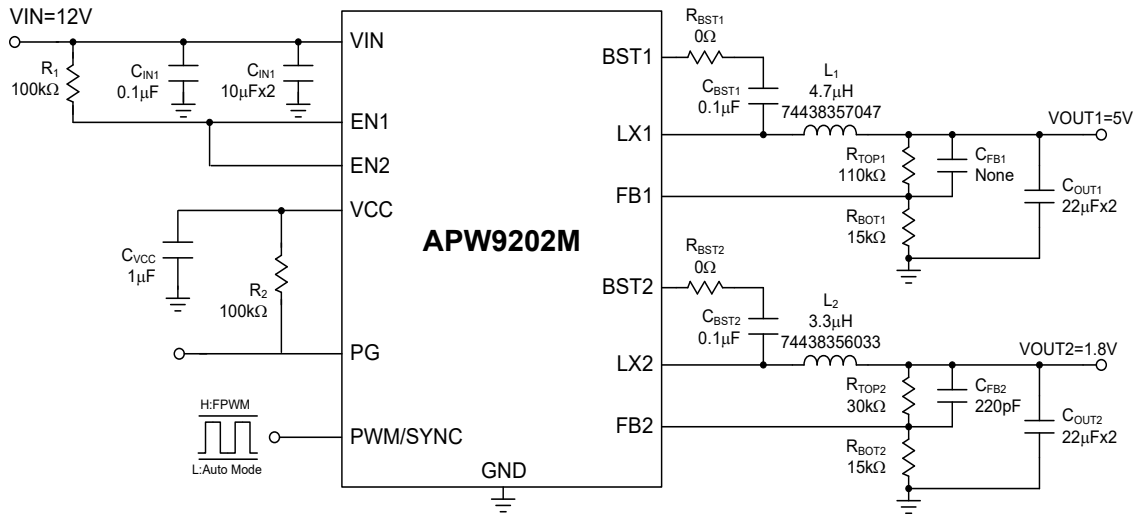 VIN=12V
R1
100kΩ
CIN1
0.1μF
CIN1
10μFx2
VIN
EN1
EN2
VCC
CVCC
1μF
R2
100kΩ
PG
H:FPWM
L:Auto Mode
PWM/SYNC
APW9202M
GND
BST1
RBST1
0Ω
CBST1
0.1μF
L1
4.7μH
74438357047
LX1
VOUT1=5V
RTOP1
110kΩ
CFB1
None
COUT1
22μFx2
FB1
RBOT1
15kΩ
BST2
RBST2
0Ω
CBST2
0.1μF
L2
3.3μH
74438356033
LX2
VOUT2=1.8V
RTOP2
30kΩ
CFB2
220pF
COUT2
22μFx2
FB2
RBOT2
15kΩ